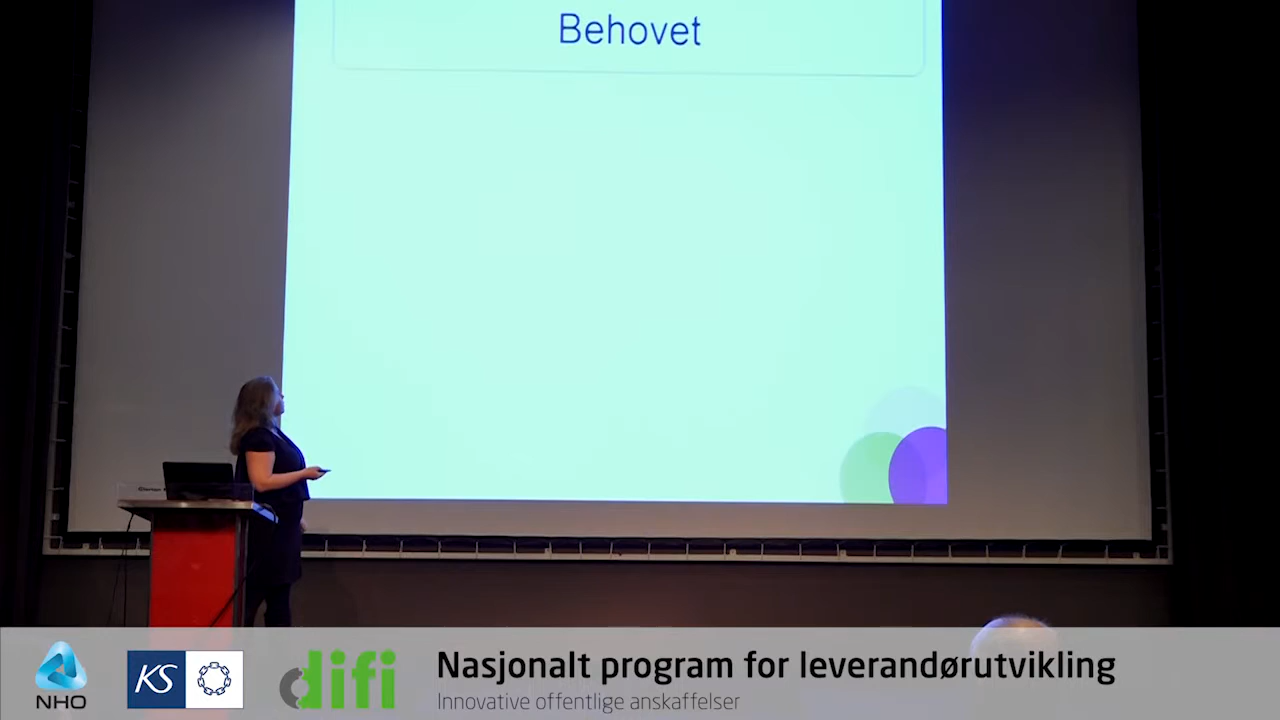 Behovet
Nasjonalt program for leverandørutvikling
Innovative offentlige anskaffelser
NHO
KS
difi